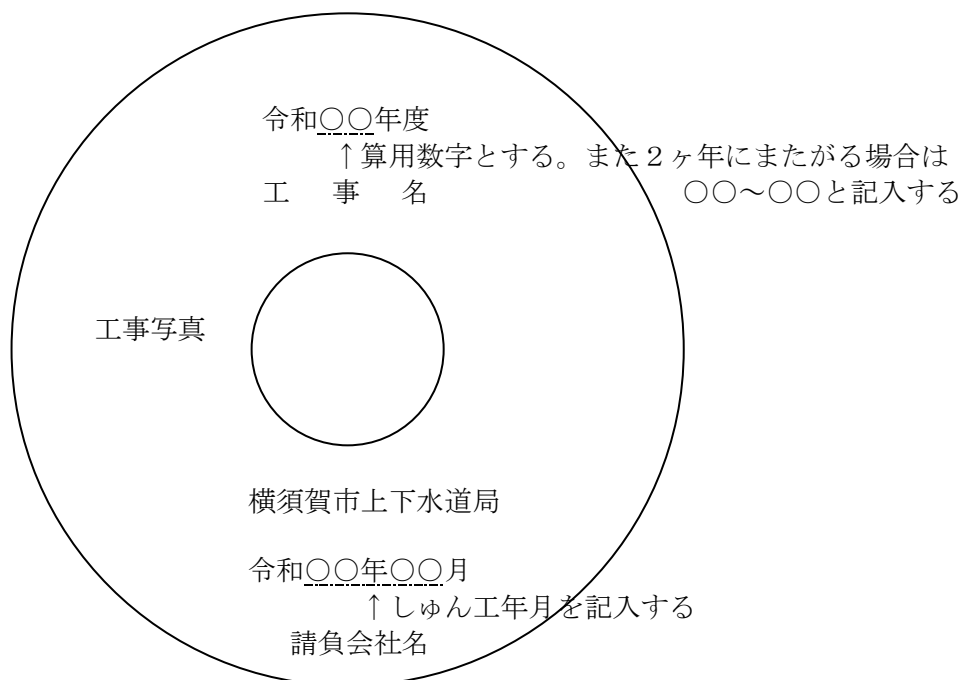 令和○○年度
↑算用数字とする。また２ヶ年にまたがる場合は
工　事　名
○○～○○と記入する
工事写真
横須賀市上下水道局
令和○○年○○月
↑しゅん工年月を記入する
請負会社名